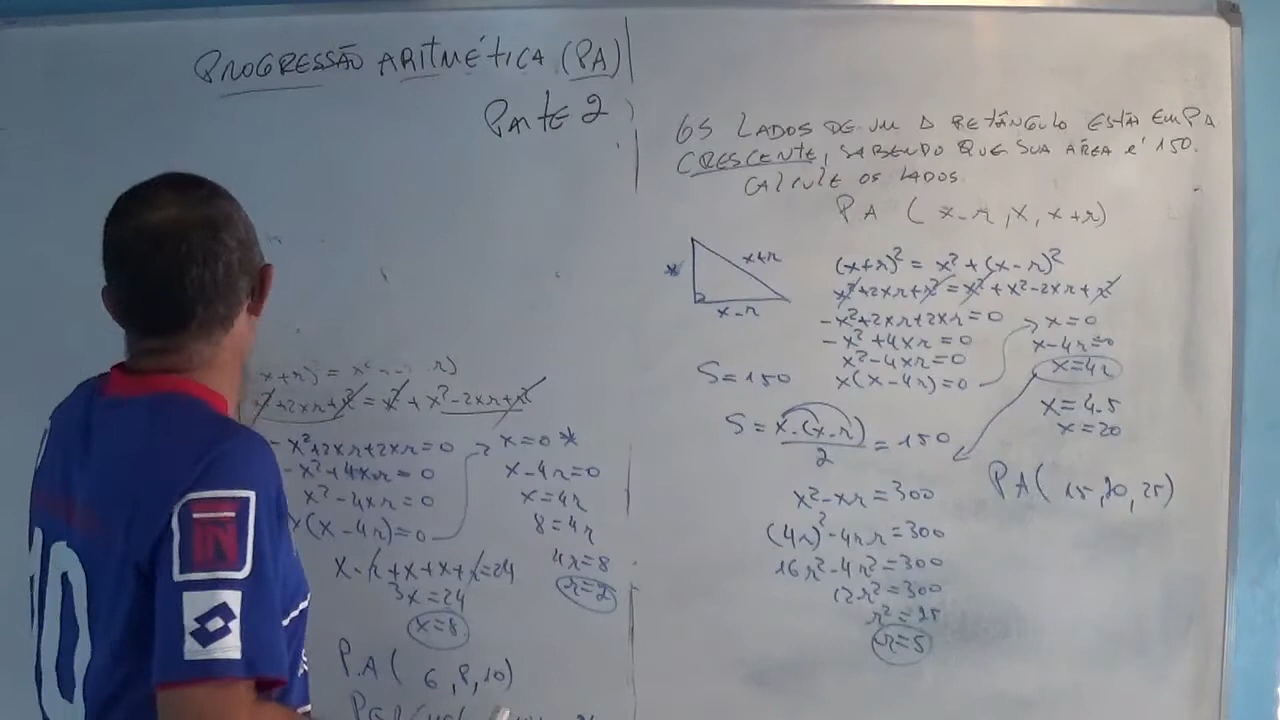 PROGRESSÃO ARITMÉTICA (PA)
PARTE 2
x+r) = x²
x²+2xr+x² = x² + x²-2xr+x²
- x²+2xr+2xr=0
-x²+4xr = 0
x²-4xr=0
x(x-4r)=0
x=0 *
x-4r=0
x=4r
8=4r
4r=8
r=2
x-r+x+x+r=24
3x=24
x=8
P.A( 6,8,10)
OS LADOS DE UM Δ RETÂNGULO ESTÃO EM PA
CRESCENTE, SABENDO QUE SUA ÁREA é 150.
CALCULE OS LADOS.
PA (x-r, x, x+r)
x
x+r
x-r
(x+r)² = x²+(x-r)²
x²+2xr+r²=x²+x²-2xr+r²
-x²+2xr+2xr=0
-x²+4xr=0
x²-4xr=0
x(x-4r)=0
x=0
x-4r=0
x=4r
x=4.5
x=20
S=150
S=x.(x-r)
2
=150
x²-xr=300
(4r)²-4r.r=300
16r²-4r²=300
12r²=300
r²=25
r=5
PA(15,20,25)
10